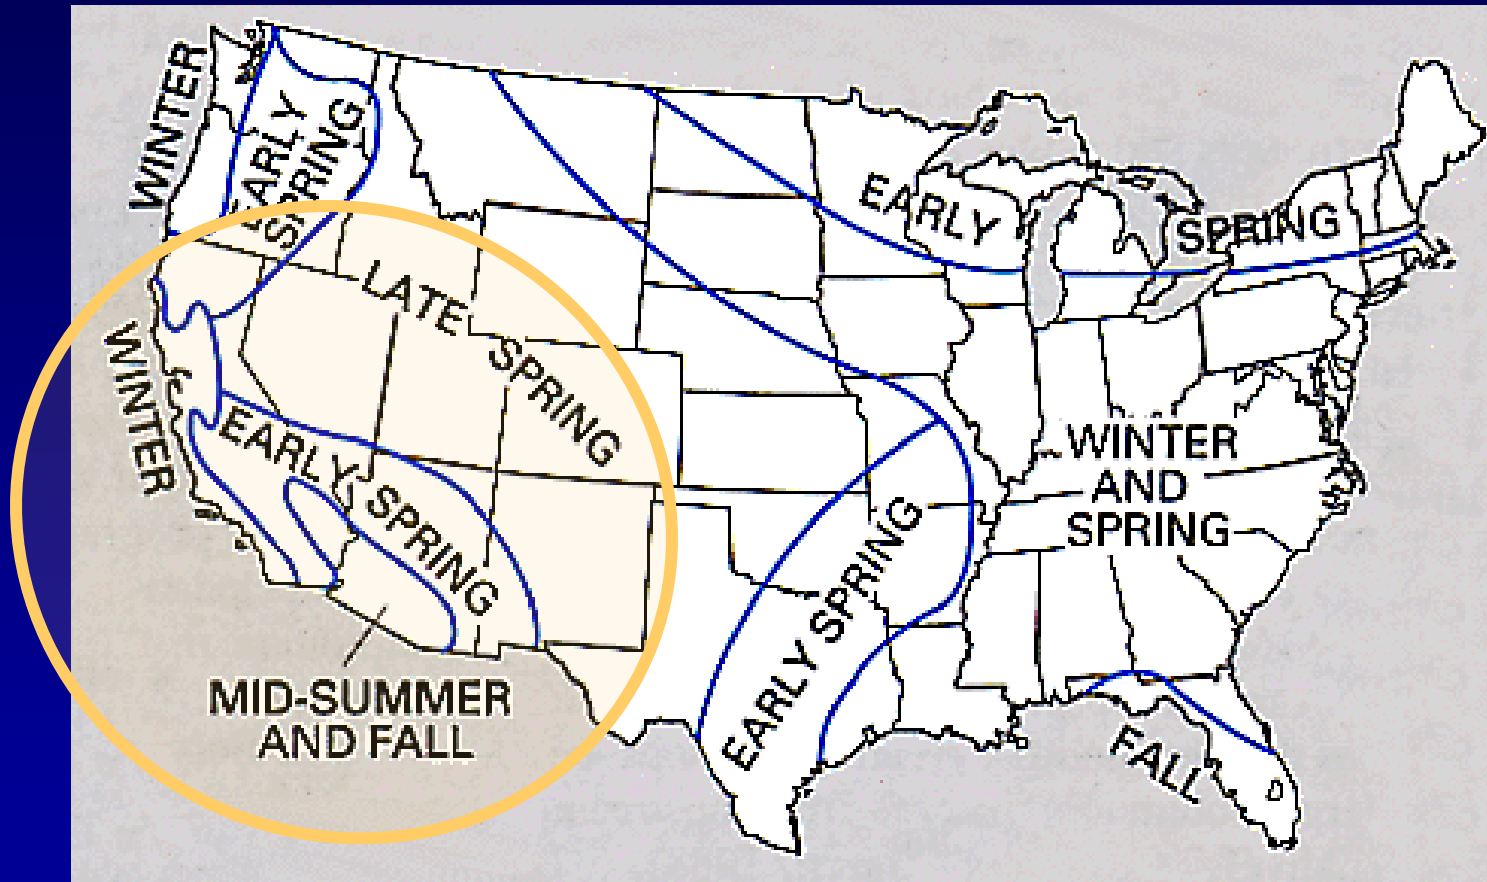 WINTER
EARLY
SPRING
EARLY
SPRING
LATE
SPRING
WINTER
EARLY
SPRING
WINTER
AND
SPRING
EARLY SPRING
MID-SUMMER
AND FALL
FALL